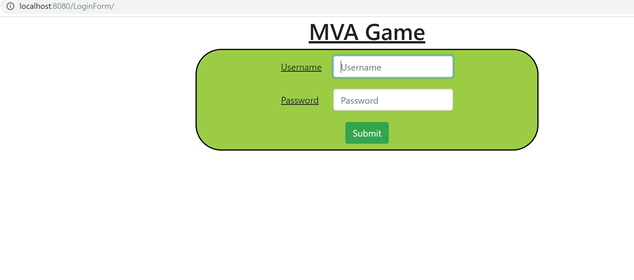 localhost:8080/LoginForm/
MVA Game
Username Username
Password Password
Submit